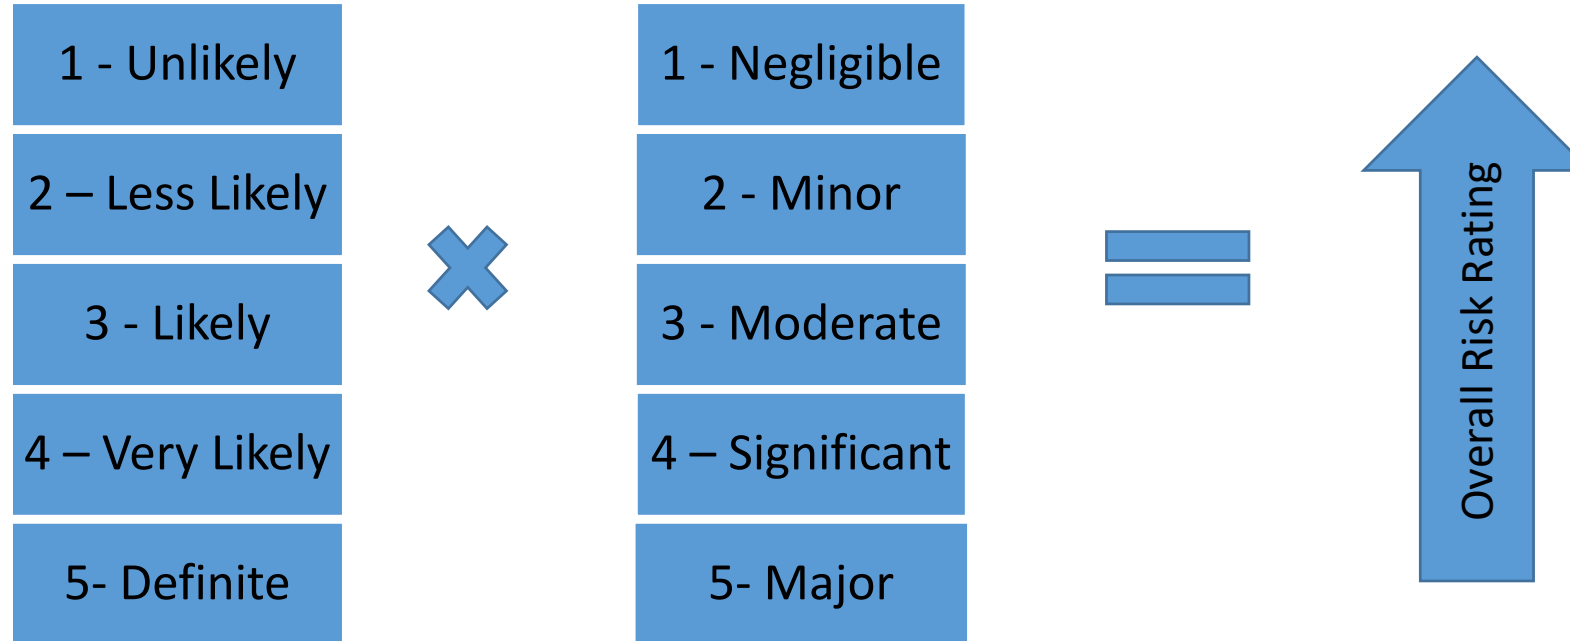 1 - Unlikely
2 – Less Likely
3 - Likely
4 – Very Likely
5- Definite
1 - Negligible
2 - Minor
3 - Moderate
4 – Significant
5- Major
Overall Risk Rating